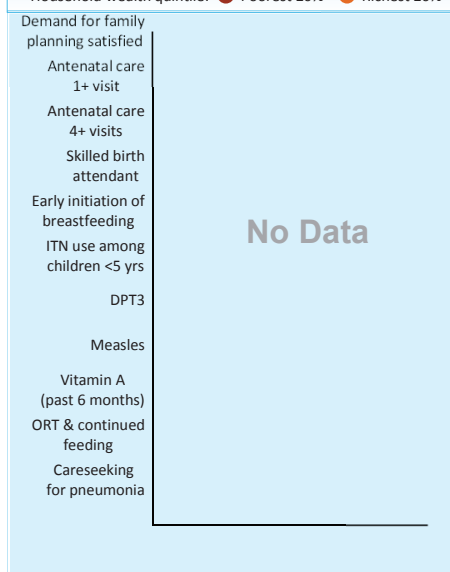 Demand for family
planning satisfied
Antenatal care
1+ visit
Antenatal care
4+ visits
Skilled birth
attendant
Early initiation of
breastfeeding
ITN use among
children <5 yrs
DPT3
Measles
Vitamin A
(past 6 months)
ORT & continued
feeding
Careseeking
for pneumonia
No Data